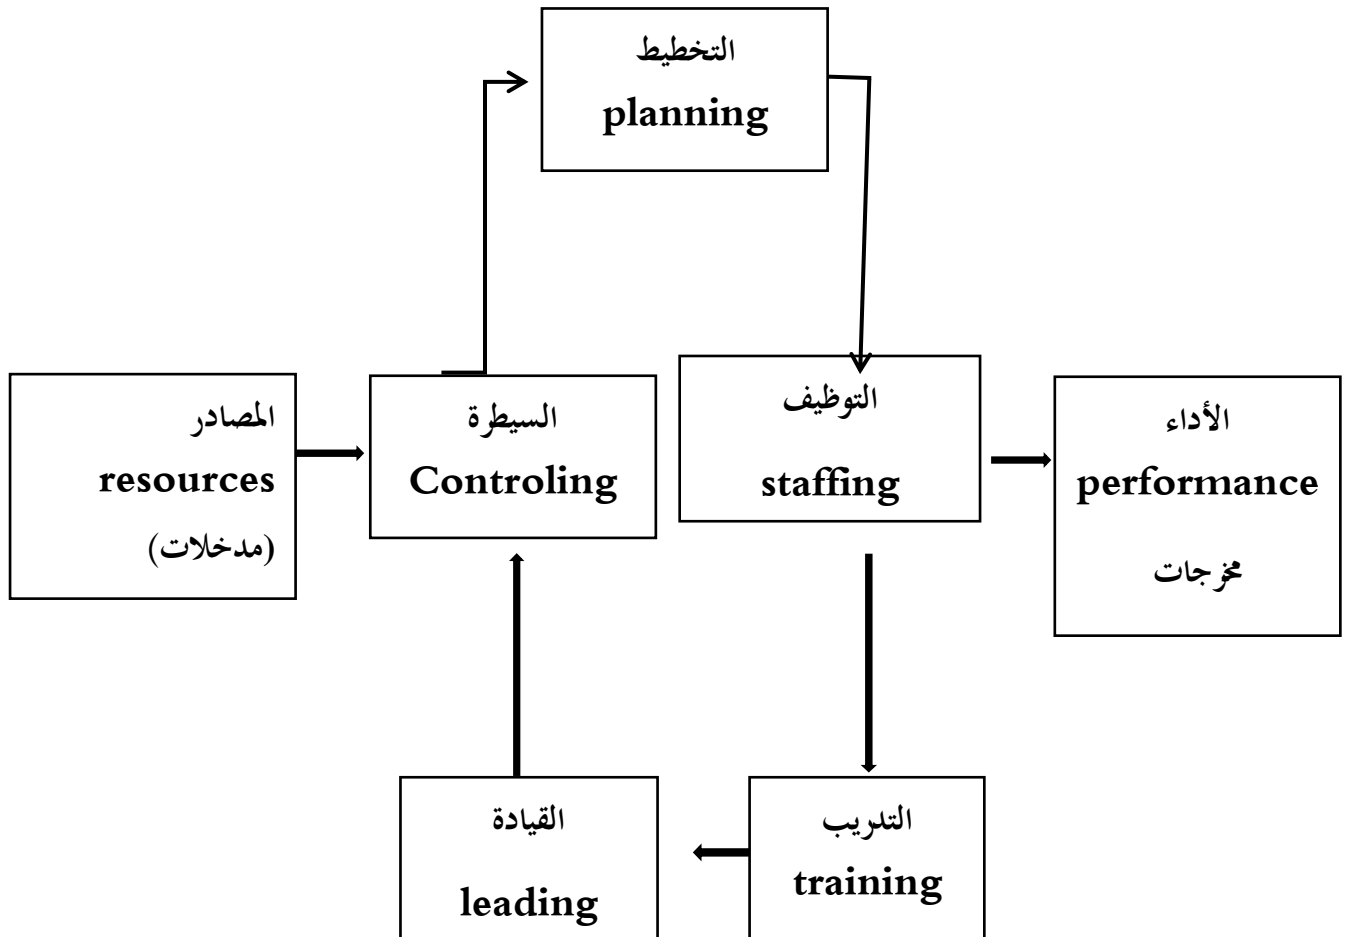 التخطيط
planning
المصادر
resources
(مدخلات)
السيطرة
Controling
التوظيف
staffing
الأداء
performance
مخرجات
القيادة
leading
التدريب
training